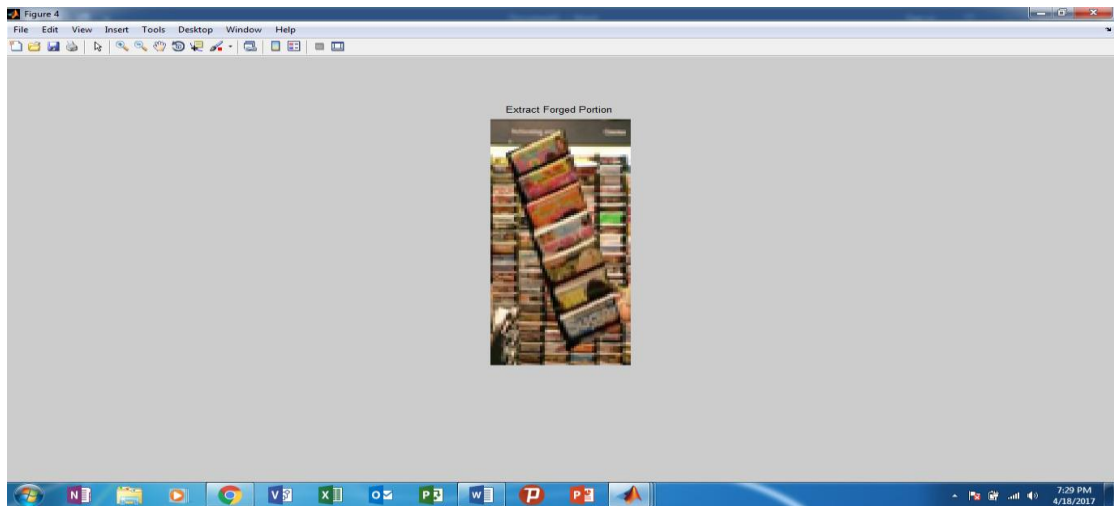 Figure 4
File Edit View Insert Tools Desktop Window Help
Extract Forged Portion
N
V
X
O
P
W
P
P
7:29 PM
4/18/2017